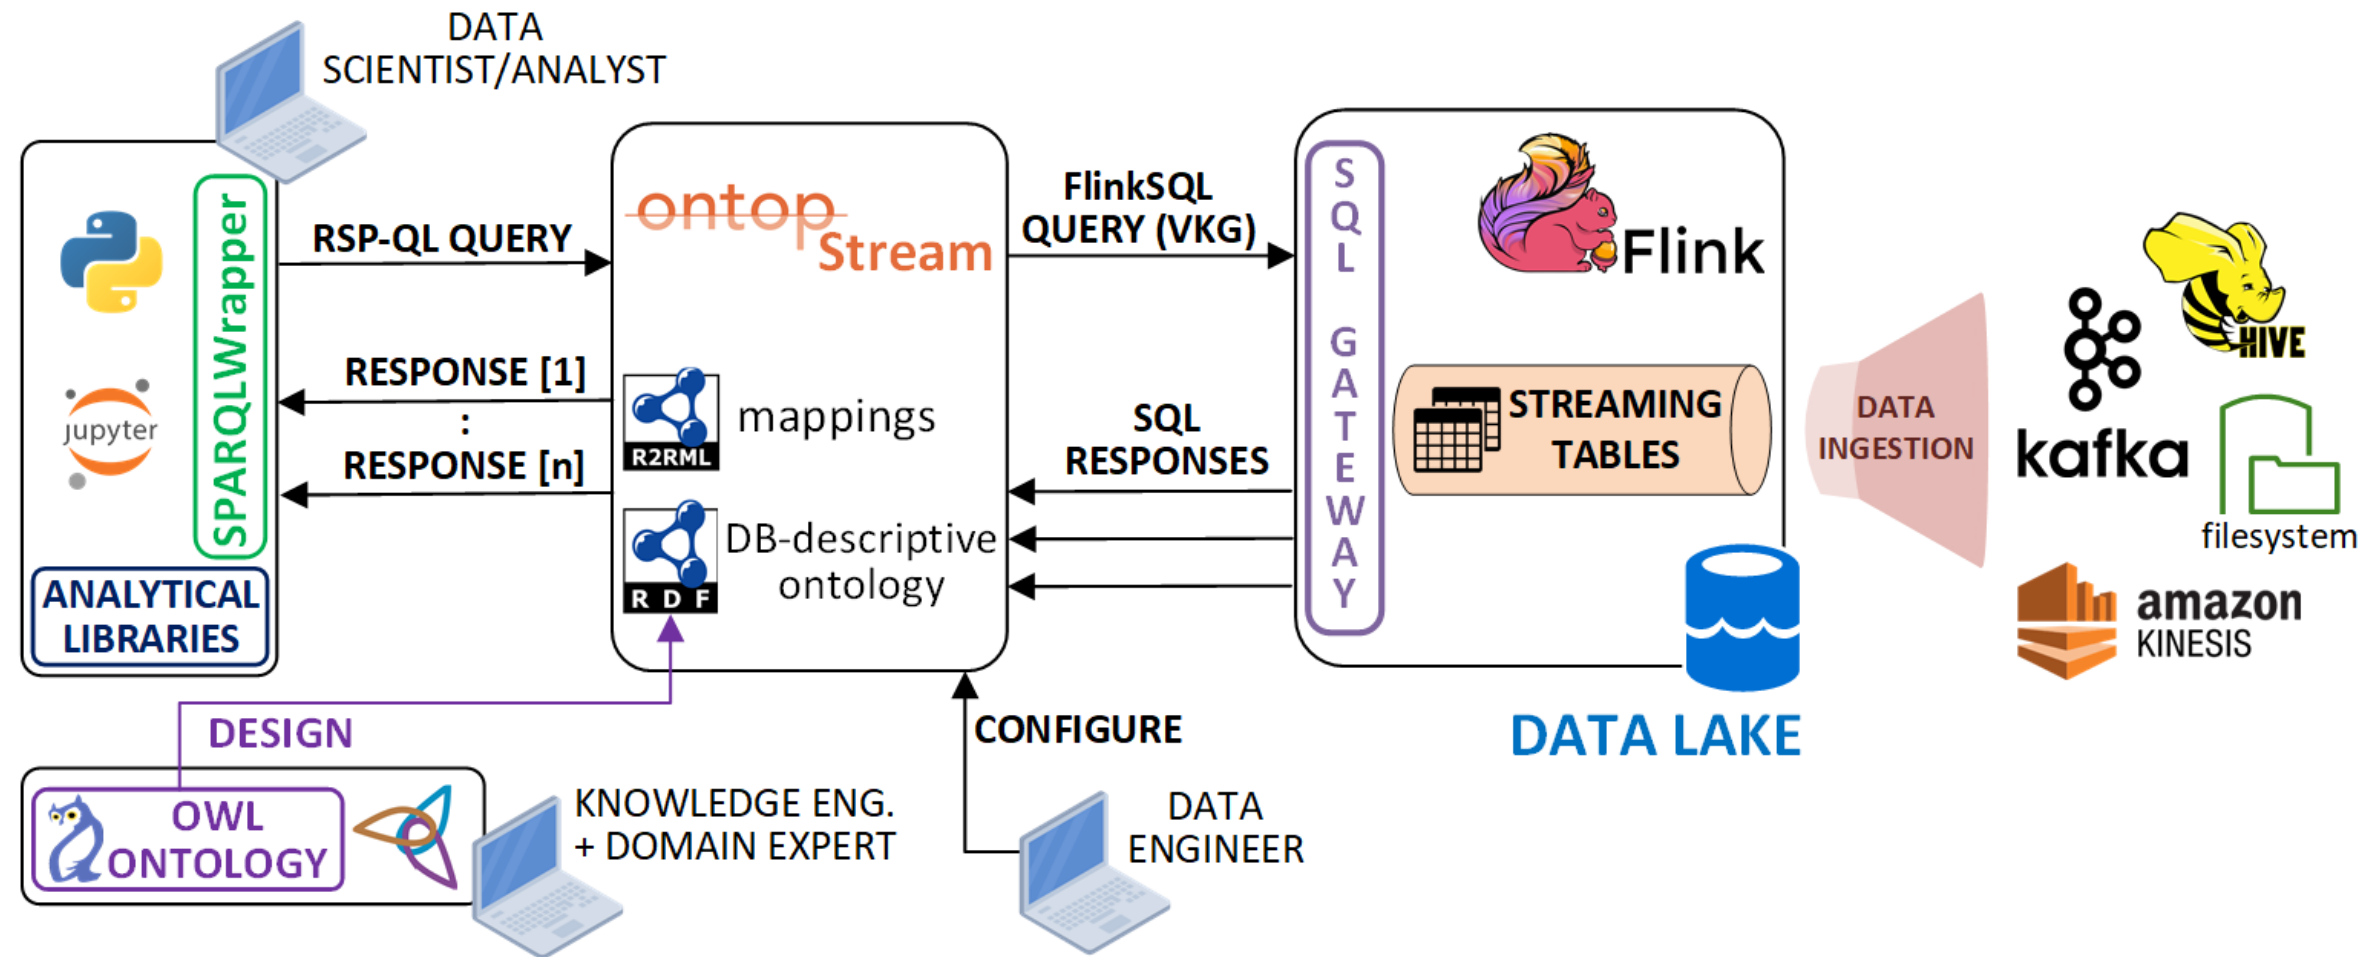 DATA
SCIENTIST/ANALYST
SPARQLWrapper
jupyter
ANALYTICAL
LIBRARIES
RSP-QL QUERY
RESPONSE [1]
:
RESPONSE [n]
ontop
Stream
R2RML
mappings
RDF
DB-descriptive
ontology
FlinkSQL
QUERY (VKG)
SQL
RESPONSES
SQL GATEWAY
Flink
STREAMING
TABLES
DATA LAKE
DATA
INGESTION
HIVE
kafka
filesystem
amazon
KINESIS
DESIGN
OWL
ONTOLOGY
KNOWLEDGE ENG.
+ DOMAIN EXPERT
CONFIGURE
DATA
ENGINEER